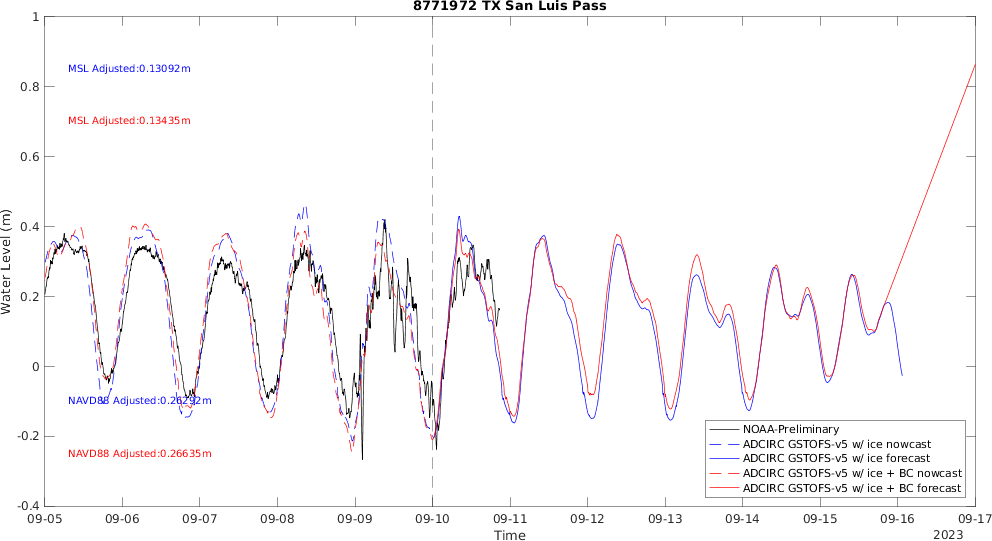 8771972 TX San Luis Pass
1
0.8
0.6
0.4
0.2
0
-0.2
-0.4
Water Level (m)
MSL Adjusted:0.13092m
MSL Adjusted:0.13435m
NAVD88 Adjusted:0.26292m
NAVD88 Adjusted:0.26635m
NOAA-Preliminary
ADCIRC GSTOFS-v5 w/ ice nowcast
ADCIRC GSTOFS-v5 w/ ice forecast
ADCIRC GSTOFS-v5 w/ ice + BC nowcast
ADCIRC GSTOFS-v5 w/ ice + BC forecast
09-05 09-06 09-07 09-08 09-09 09-10 09-11 09-12 09-13 09-14 09-15 09-16 09-17
Time
2023